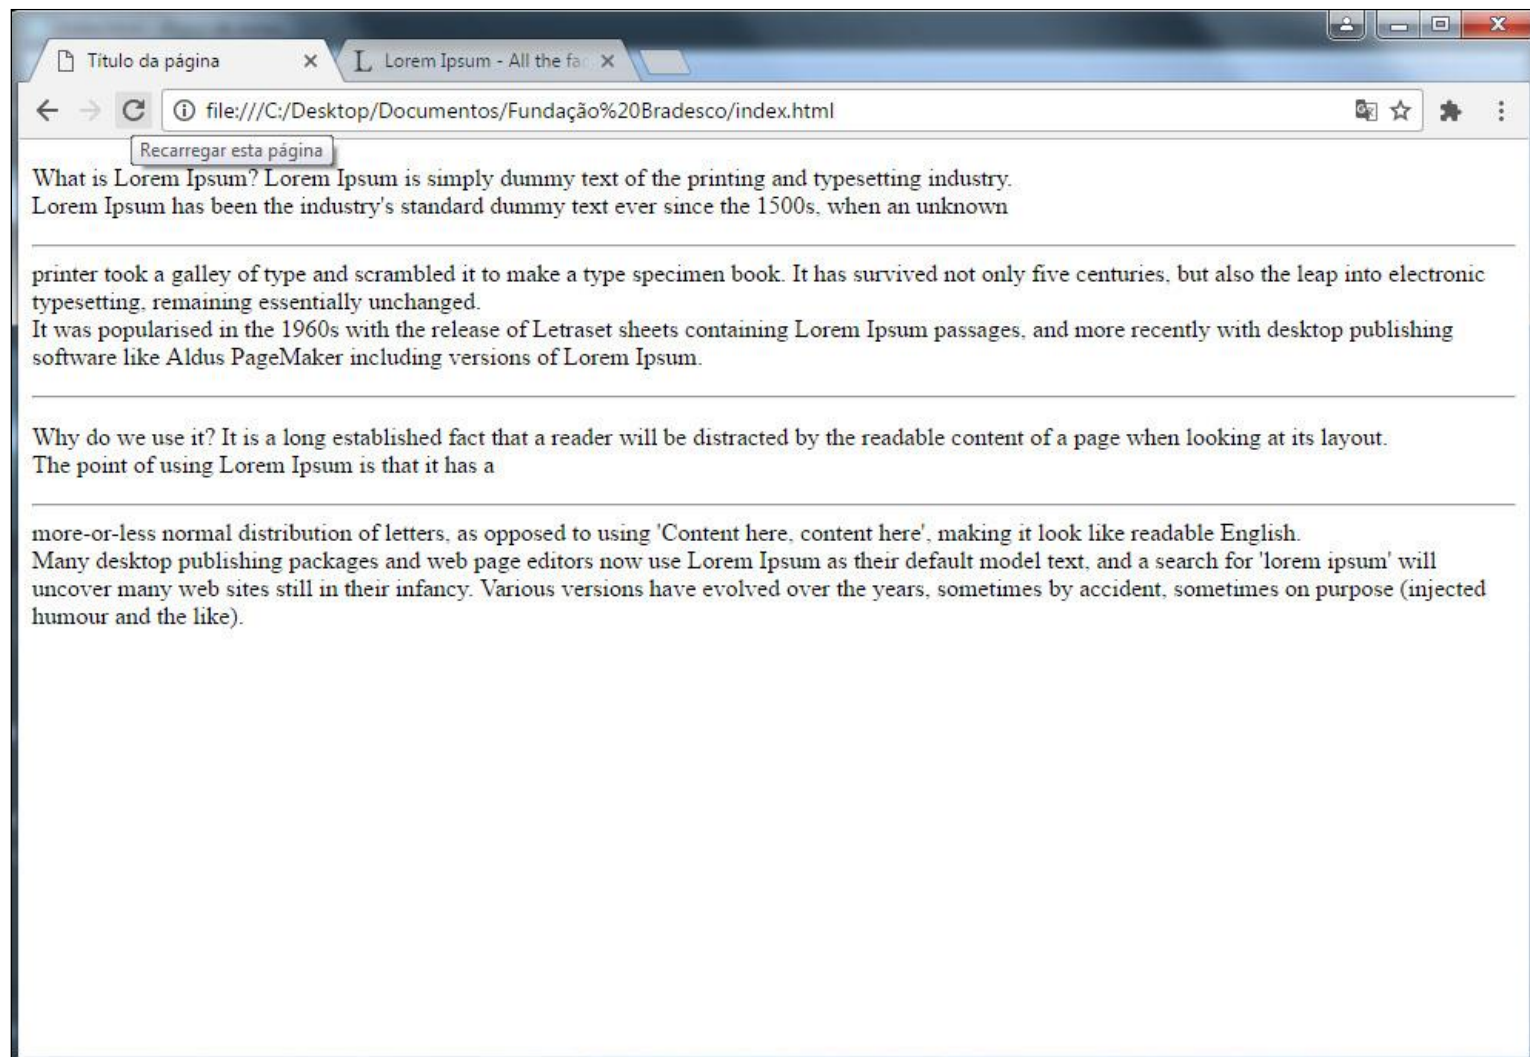 Título da página
Lorem Ipsum - All the fa
file:///C:/Desktop/Documentos/Fundação%20Bradesco/index.html
Recarregar esta página
What is Lorem Ipsum? Lorem Ipsum is simply dummy text of the printing and typesetting industry.
Lorem Ipsum has been the industry's standard dummy text ever since the 1500s, when an unknown
printer took a galley of type and scrambled it to make a type specimen book. It has survived not only five centuries, but also the leap into electronic
typesetting, remaining essentially unchanged.
It was popularised in the 1960s with the release of Letraset sheets containing Lorem Ipsum passages, and more recently with desktop publishing
software like Aldus PageMaker including versions of Lorem Ipsum.
Why do we use it? It is a long established fact that a reader will be distracted by the readable content of a page when looking at its layout.
The point of using Lorem Ipsum is that it has a
more-or-less normal distribution of letters, as opposed to using 'Content here, content here', making it look like readable English.
Many desktop publishing packages and web page editors now use Lorem Ipsum as their default model text, and a search for 'lorem ipsum' will
uncover many web sites still in their infancy. Various versions have evolved over the years, sometimes by accident, sometimes on purpose (injected
humour and the like).